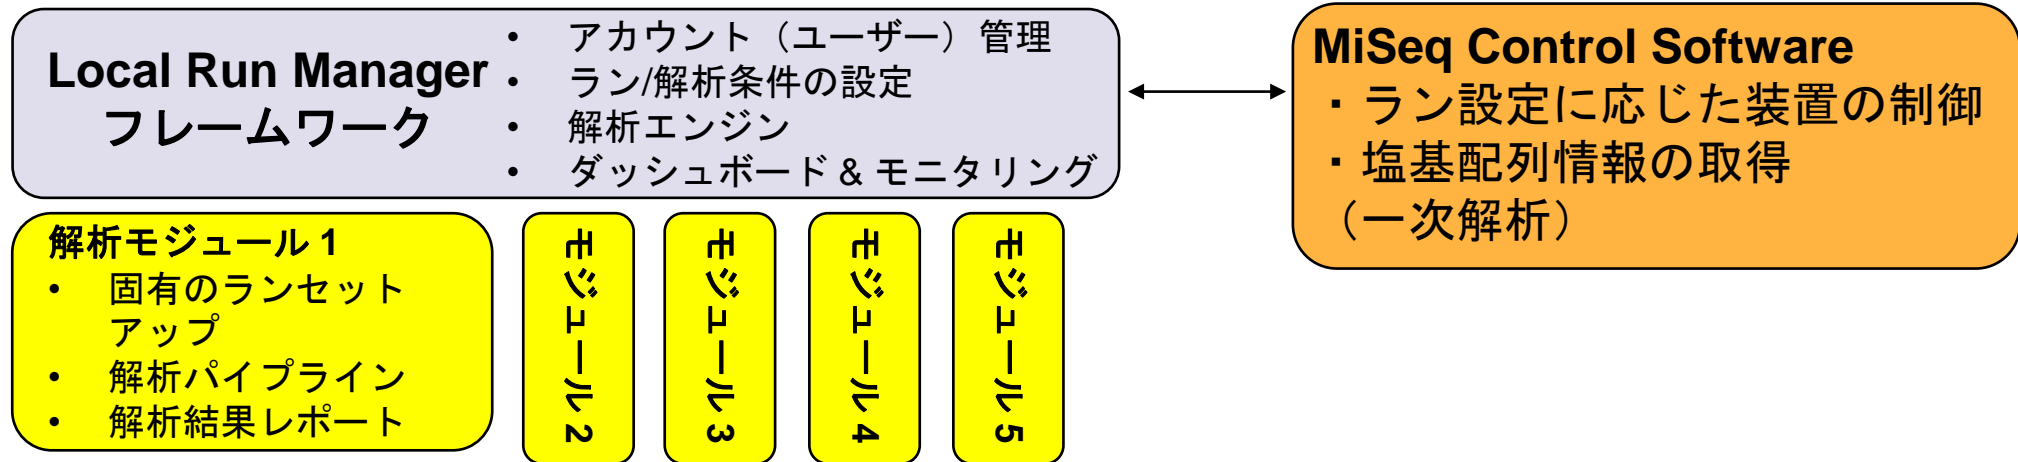 Local Run Manager
フレームワーク
• アカウント（ユーザー）管理
• ラン/解析条件の設定
• 解析エンジン
• ダッシュボード & モニタリング
MiSeq Control Software
・ラン設定に応じた装置の制御
・塩基配列情報の取得
（一次解析）
解析モジュール 1
• 固有のランセット
アップ
• 解析パイプライン
• 解析結果レポート
モジュール 2
モジュール 3
モジュール 4
モジュール 5